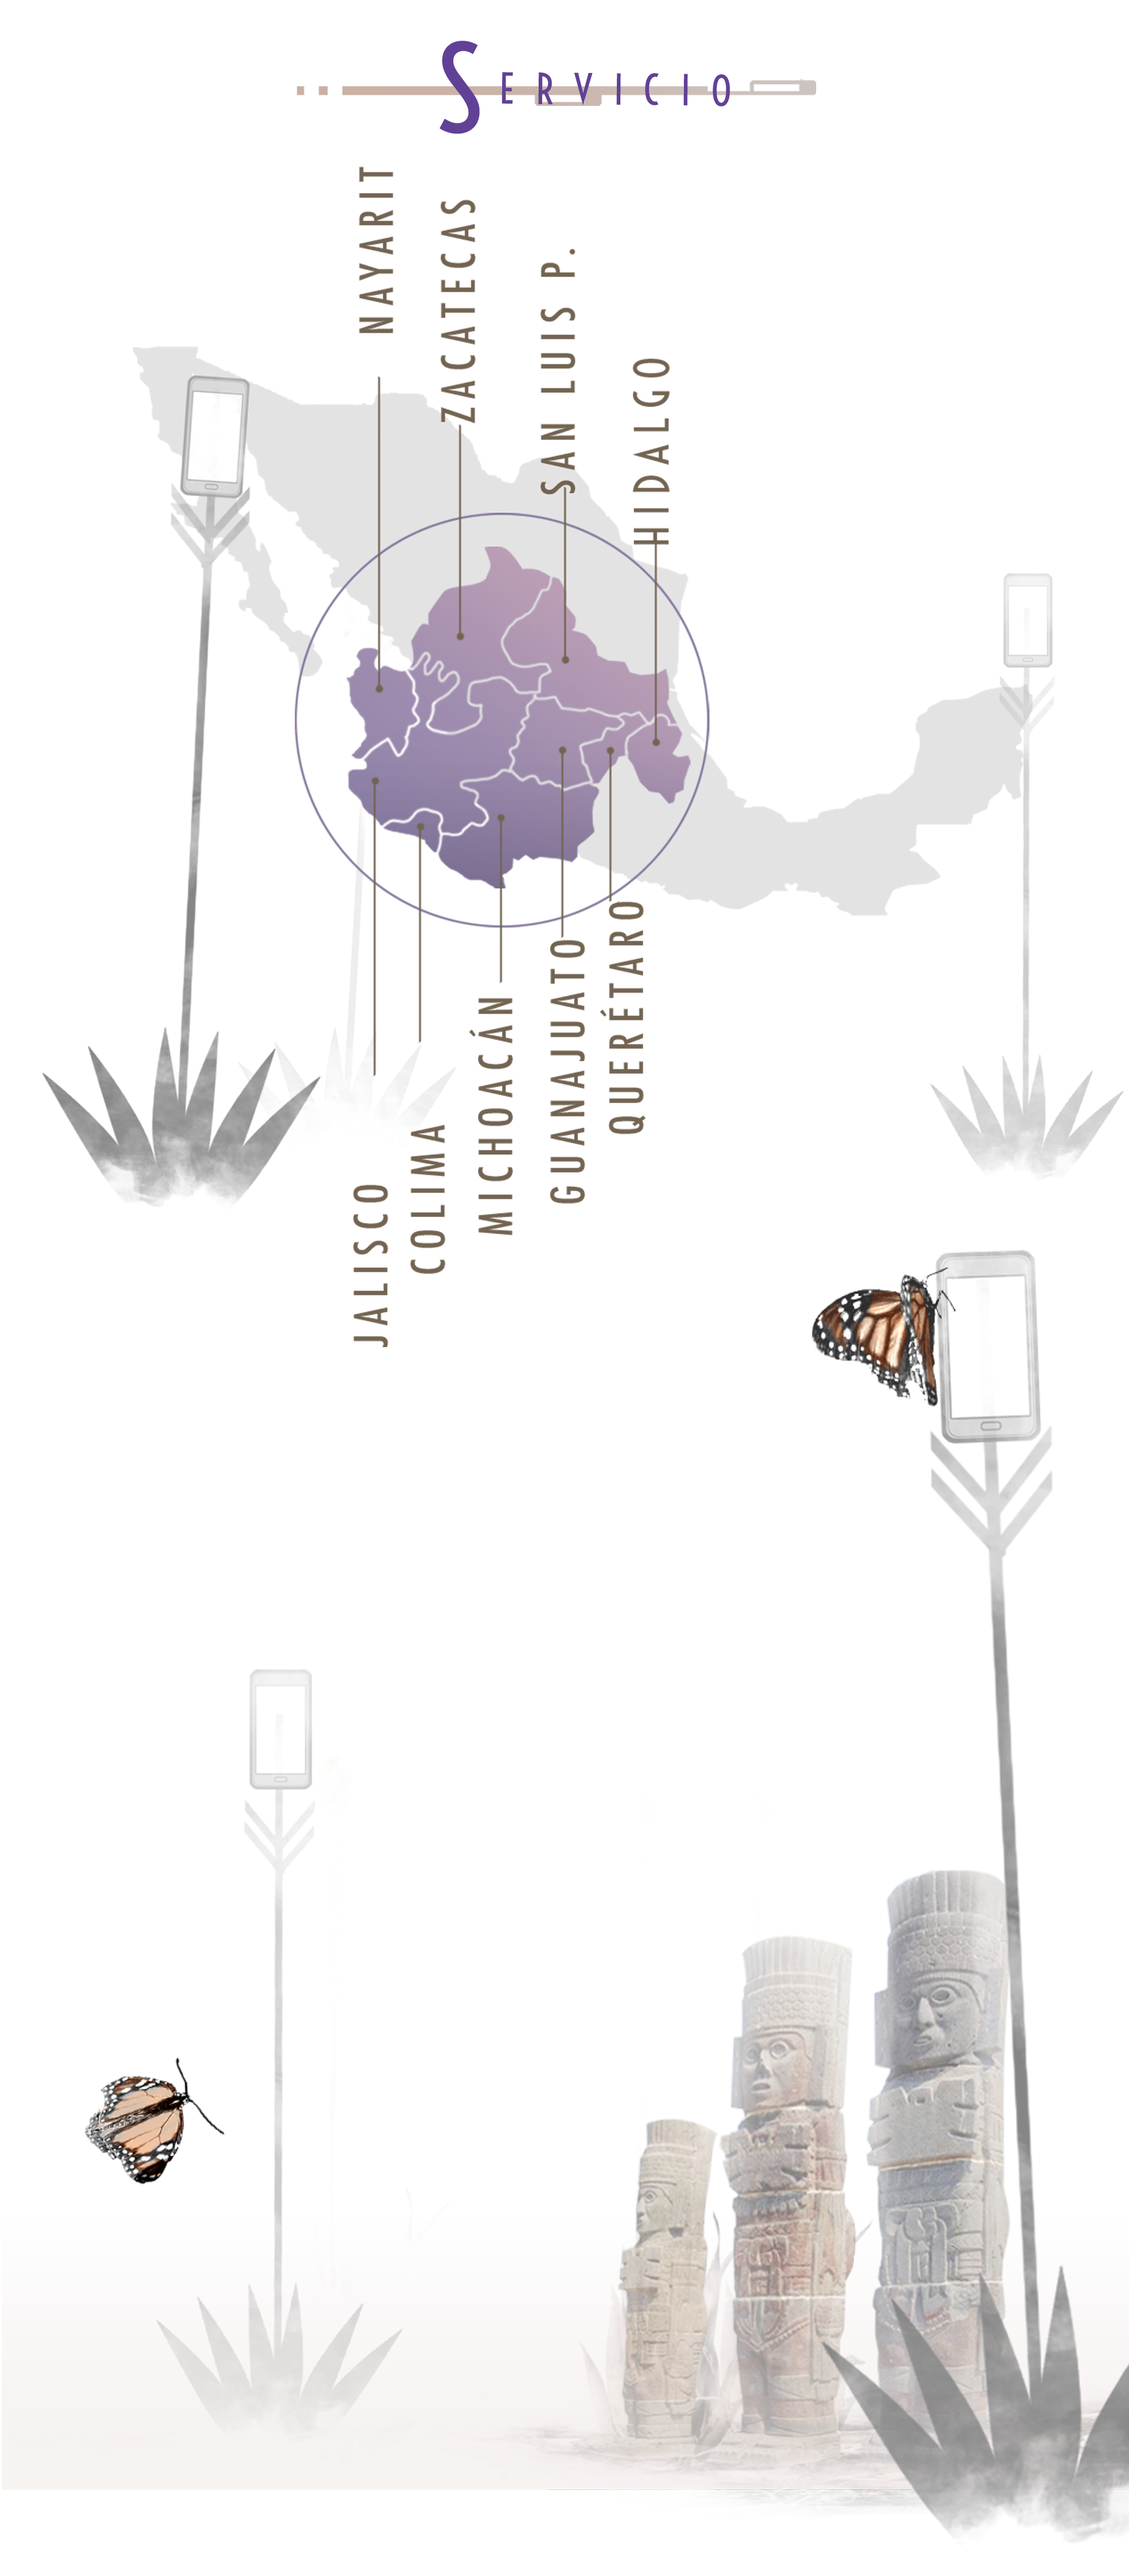 SERVICIO
NAYARIT
ZACATECAS
SAN LUIS P.
HIDALGO
JALISCO
COLIMA
MICHOACÁN
GUANAJUATO
QUERÉTARO